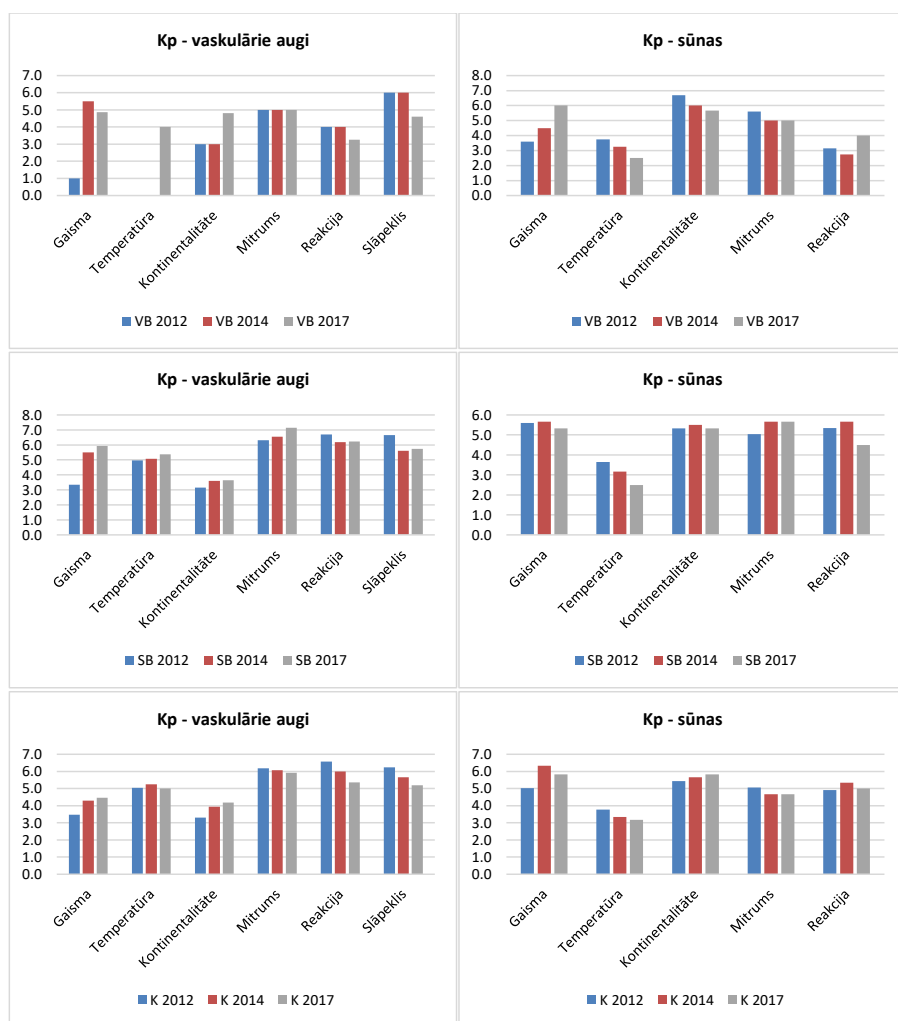 Kp - vaskulārie augi
7.0
6.0
5.0
4.0
3.0
2.0
1.0
0.0
Gaisma
Temperatūra
Kontinentalitāte
Mitrums
Reakcija
Slāpeklis
VB 2012 VB 2014 VB 2017
Kp - sūnas
8.0
7.0
6.0
5.0
4.0
3.0
2.0
1.0
0.0
Gaisma
Temperatūra
Kontinentalitāte
Mitrums
Reakcija
VB 2012 VB 2014 VB 2017
Kp - vaskulārie augi
8.0
7.0
6.0
5.0
4.0
3.0
2.0
1.0
0.0
Gaisma
Temperatūra
Kontinentalitāte
Mitrums
Reakcija
Slāpeklis
SB 2012 SB 2014 SB 2017
Kp - sūnas
6.0
5.0
4.0
3.0
2.0
1.0
0.0
Gaisma
Temperatūra
Kontinentalitāte
Mitrums
Reakcija
SB 2012 SB 2014 SB 2017
Kp - vaskulārie augi
7.0
6.0
5.0
4.0
3.0
2.0
1.0
0.0
Gaisma
Temperatūra
Kontinentalitāte
Mitrums
Reakcija
Slāpeklis
K 2012 K 2014 K 2017
Kp - sūnas
7.0
6.0
5.0
4.0
3.0
2.0
1.0
0.0
Gaisma
Temperatūra
Kontinentalitāte
Mitrums
Reakcija
K 2012 K 2014 K 2017